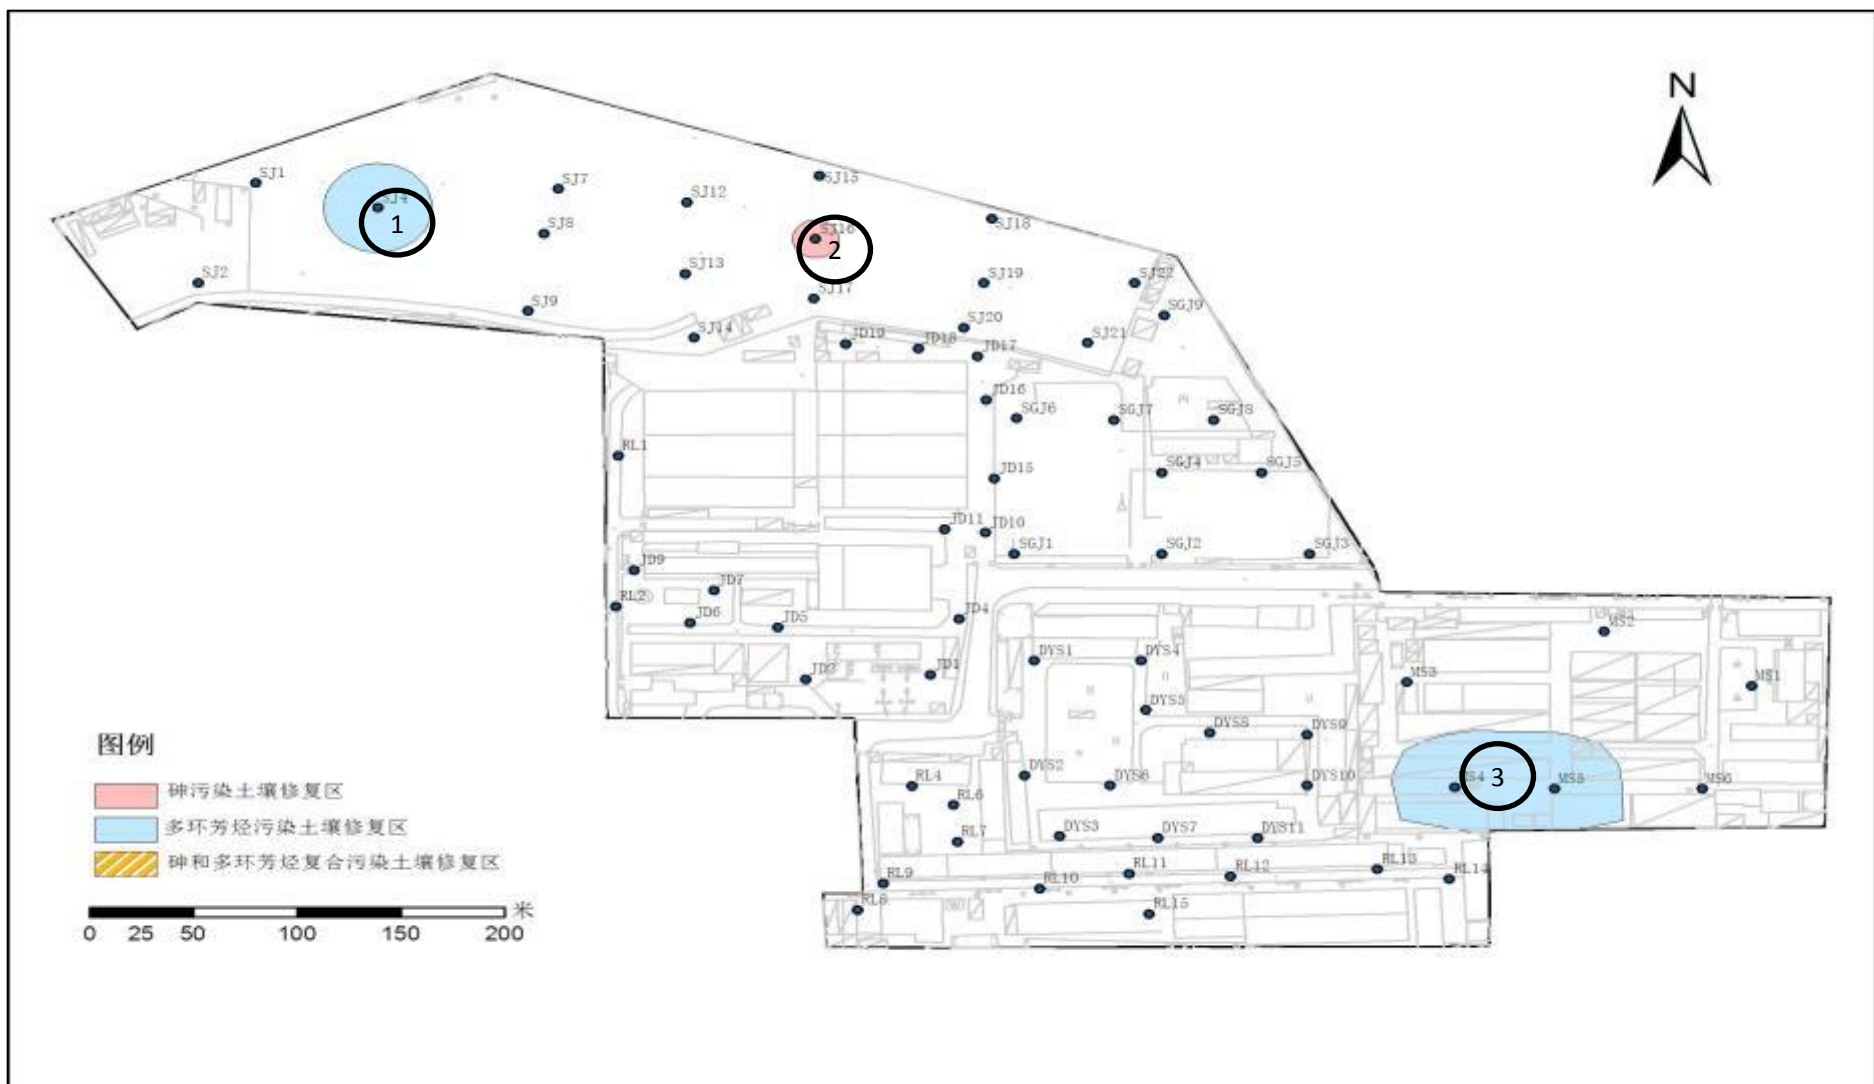 N
SJ1
SJ4
1
SJ7
SJ12
SJ15
SJ8
SJ16
2
SJ18
SJ2
SJ13
SJ17
SJ19
SJ22
SJ9
SJ14
SJ20
SJ21
SGJ9
JD19
JD18
JD17
JD16
SGJ6
SGJ7
SGJ8
RL1
JD15
SGJ4
SGJ5
JD11
JD10
SGJ1
SGJ2
SGJ3
JD9
JD7
RL2
JD6
JD5
JD4
JD1
DYS1
DYS4
MS2
MS3
MS1
DYS5
DYS8
DYS9
DYS2
DYS6
DYS10
MS4
3
MS5
MS6
RL4
RL6
RL7
DYS3
DYS7
DYS11
RL9
RL10
RL11
RL12
RL13
RL14
RL8
RL15
图例
砷污染土壤修复区
多环芳烃污染土壤修复区
砷和多环芳烃复合污染土壤修复区
米
0 25 50 100 150 200